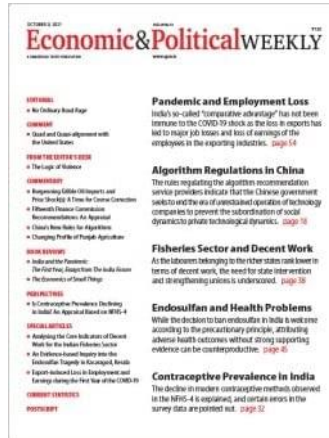 OCTOBER 9, 2021
Economic&PoliticalWEEKLY
EDITORIAL
No Ordinary Road Rage
COMMENT
Quad and Quasi-alignment with
the United States
FROM THE EDITOR'S DESK
The Logic of Violence
COMMENTARY
Burgeoning Edible Oil Imports and
Price Shock(s): A Time for Course Correction
Fifteenth Finance Commission
Recommendations: An Appraisal
China's New Rules for Algorithms
Changing Profile of Punjab Agriculture
BOOK REVIEWS
India and the Pandemic:
The First Year, Essays from The India Forum
The Economics of Small Things
PERSPECTIVES
Is Contraceptive Prevalence Declining
in India? An Appraisal Based on NFHS-4
SPECIAL ARTICLES
Analysing the Core Indicators of Decent
Work for the Indian Fisheries Sector
An Evidence-based Inquiry into the
Endosulfan Tragedy in Kasaragod, Kerala
Export-induced Loss in Employment and
Earnings during the First Year of the COVID-19
CURRENT STATISTICS
POSTSCRIPT
Pandemic and Employment Loss
India's so-called "comparative advantage" has not been
immune to the COVID-19 shock as the loss in exports has
led to major job losses and loss of earnings of the
employees in the exporting industries. page 54
Algorithm Regulations in China
The rules regulating the algorithm recommendation
service providers indicate that the Chinese government
seeks to end the era of unrestrained operation of technology
companies to prevent the subordination of social
dynamics to private technological dynamics. page 18
Fisheries Sector and Decent Work
As the labourers belonging to the richer states rank lower in
terms of decent work, the need for state intervention
and strengthening unions is underscored. page 38
Endosulfan and Health Problems
While the decision to ban endosulfan in India is welcome
according to the precautionary principle, attributing
adverse health outcomes without strong supporting
evidence can be counterproductive. page 45
Contraceptive Prevalence in India
The decline in modern contraceptive methods observed
in the NFHS-4 is explained, and certain errors in the
survey data are pointed out. page 32